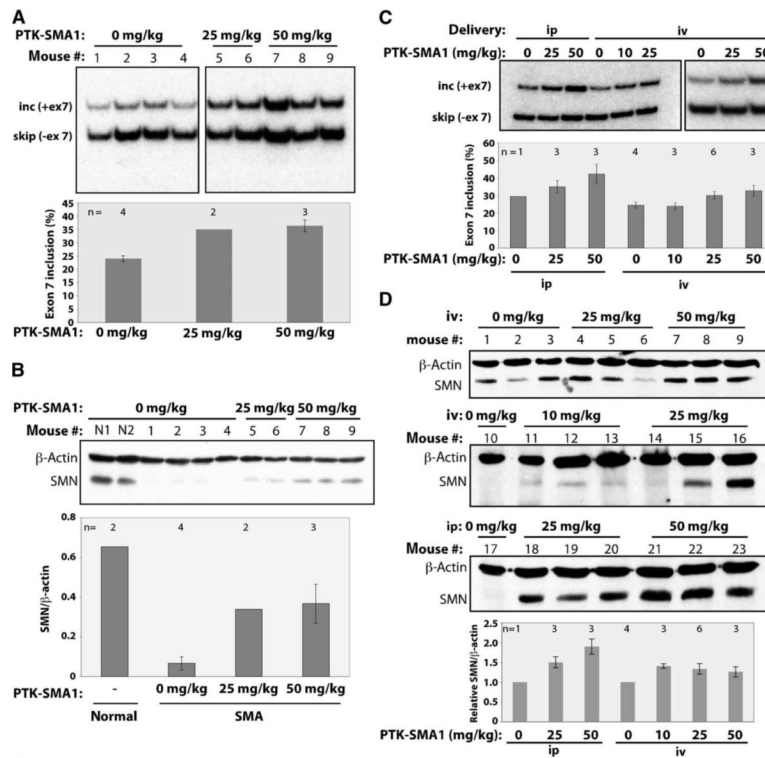 A
PTK-SMA1: 0 mg/kg 25 mg/kg 50 mg/kg
Mouse #: 1 2 3 4 5 6 7 8 9
inc (+ex7)
skip (-ex 7)
Exon 7 inclusion (%)
45
40
35
30
25
20
15
10
5
0
n = 4 2 3
PTK-SMA1: 0 mg/kg 25 mg/kg 50 mg/kg
B
PTK-SMA1: 0 mg/kg 25 mg/kg 50 mg/kg
Mouse #: N1 N2 1 2 3 4 5 6 7 8 9
β-Actin
SMN
SMN/β-actin
0.8
0.6
0.4
0.2
0
n= 2 4 2 3
PTK-SMA1: - 0 mg/kg 25 mg/kg 50 mg/kg
Normal SMA
C
Delivery: ip iv
PTK-SMA1 (mg/kg): 0 25 50 0 10 25 0 25 50
inc (+ex7)
skip (-ex 7)
Exon 7 inclusion (%)
60
50
40
30
20
10
0
n = 1 3 3 4 3 6 3
PTK-SMA1 (mg/kg): 0 25 50 0 10 25 50
ip iv
D
iv: 0 mg/kg 25 mg/kg 50 mg/kg
mouse #: 1 2 3 4 5 6 7 8 9
β-Actin
SMN
iv: 0 mg/kg 10 mg/kg 25 mg/kg
Mouse #: 10 11 12 13 14 15 16
β-Actin
SMN
ip: 0 mg/kg 25 mg/kg 50 mg/kg
Mouse #: 17 18 19 20 21 22 23
β-Actin
SMN
Relative SMN/β-actin
2.5
2.0
1.5
1.0
0.5
0
n=1 3 3 4 3 6 3
PTK-SMA1 (mg/kg): 0 25 50 0 10 25 50
ip iv